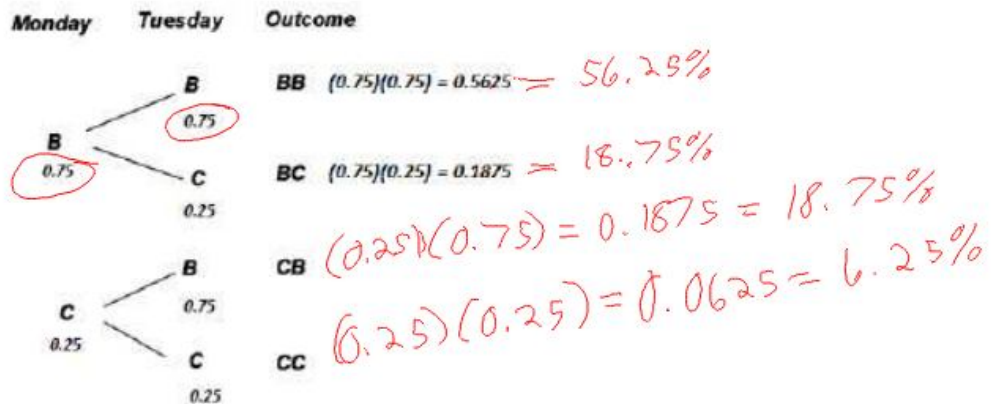 Monday Tuesday Outcome
B BB (0.75)(0.75) = 0.5625 = 56.25%
0.75
B
0.75
C BC (0.75)(0.25) = 0.1875 = 18.75%
0.25
B CB (0.25)(0.75) = 0.1875 = 18.75%
0.75
C
0.25
C CC (0.25)(0.25) = 0.0625 = 6.25%
0.25